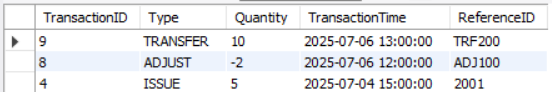 TransactionID Type Quantity TransactionTime ReferenceID
9 TRANSFER 10 2025-07-06 13:00:00 TRF200
8 ADJUST -2 2025-07-06 12:00:00 ADJ100
4 ISSUE 5 2025-07-04 15:00:00 2001